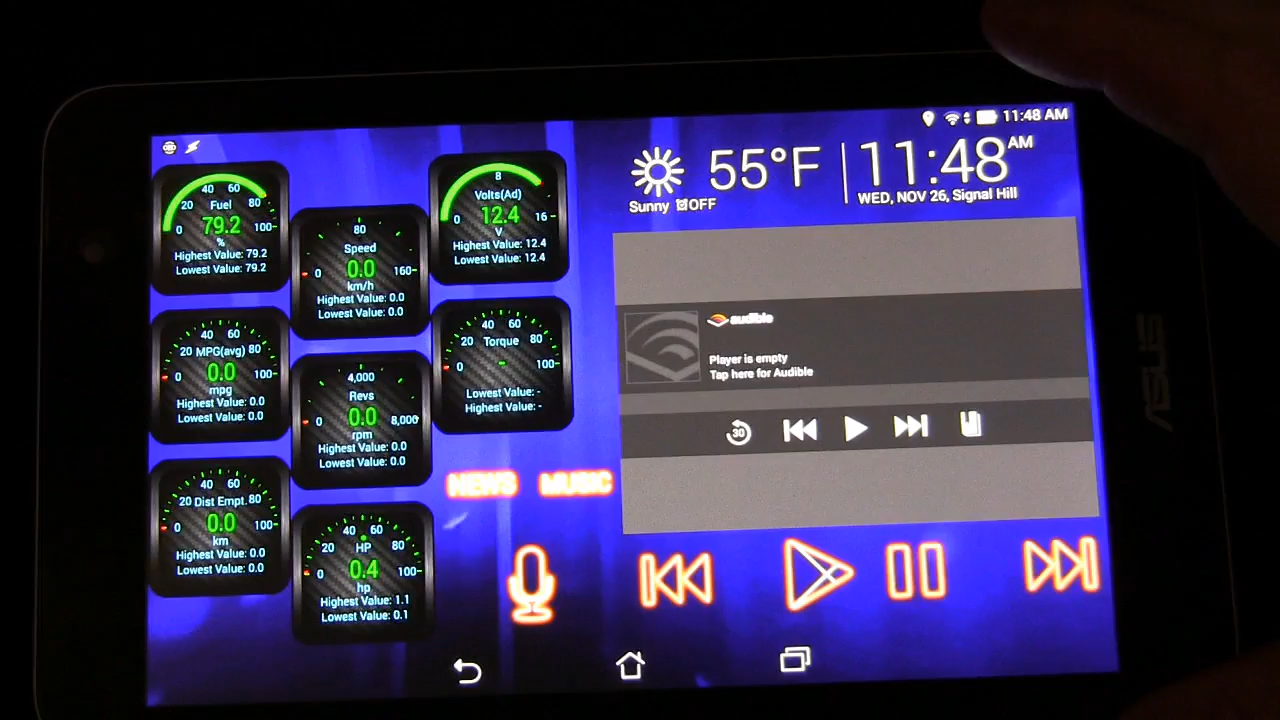 11:48 AM
55°F
11:48 AM
Sunny OFF
WED, NOV 26, Signal Hill
0 20 40 60 80 100
Fuel
79.2
%
Highest Value: 79.2
Lowest Value: 79.2
0 80 160
Speed
0.0
km/h
Highest Value: 0.0
Lowest Value: 0.0
0 8 16
Volts(Ad)
12.4
V
Highest Value: 12.4
Lowest Value: 12.4
0 20 40 60 80 100
MPG(avg)
0.0
mpg
Highest Value: 0.0
Lowest Value: 0.0
4,000
Revs
0 8,000
0.0
rpm
Highest Value: 0.0
Lowest Value: 0.0
0 20 40 60 80 100
Torque
Lowest Value: -
Highest Value: -
0 20 40 60 80 100
Dist Empt.
0.0
km
Highest Value: 0.0
Lowest Value: 0.0
0 20 40 60 80 100
HP
0.4
hp
Highest Value: 1.1
Lowest Value: 0.1
NEWS MUSIC
audible
Player is empty
Tap here for Audible
30
ASUS